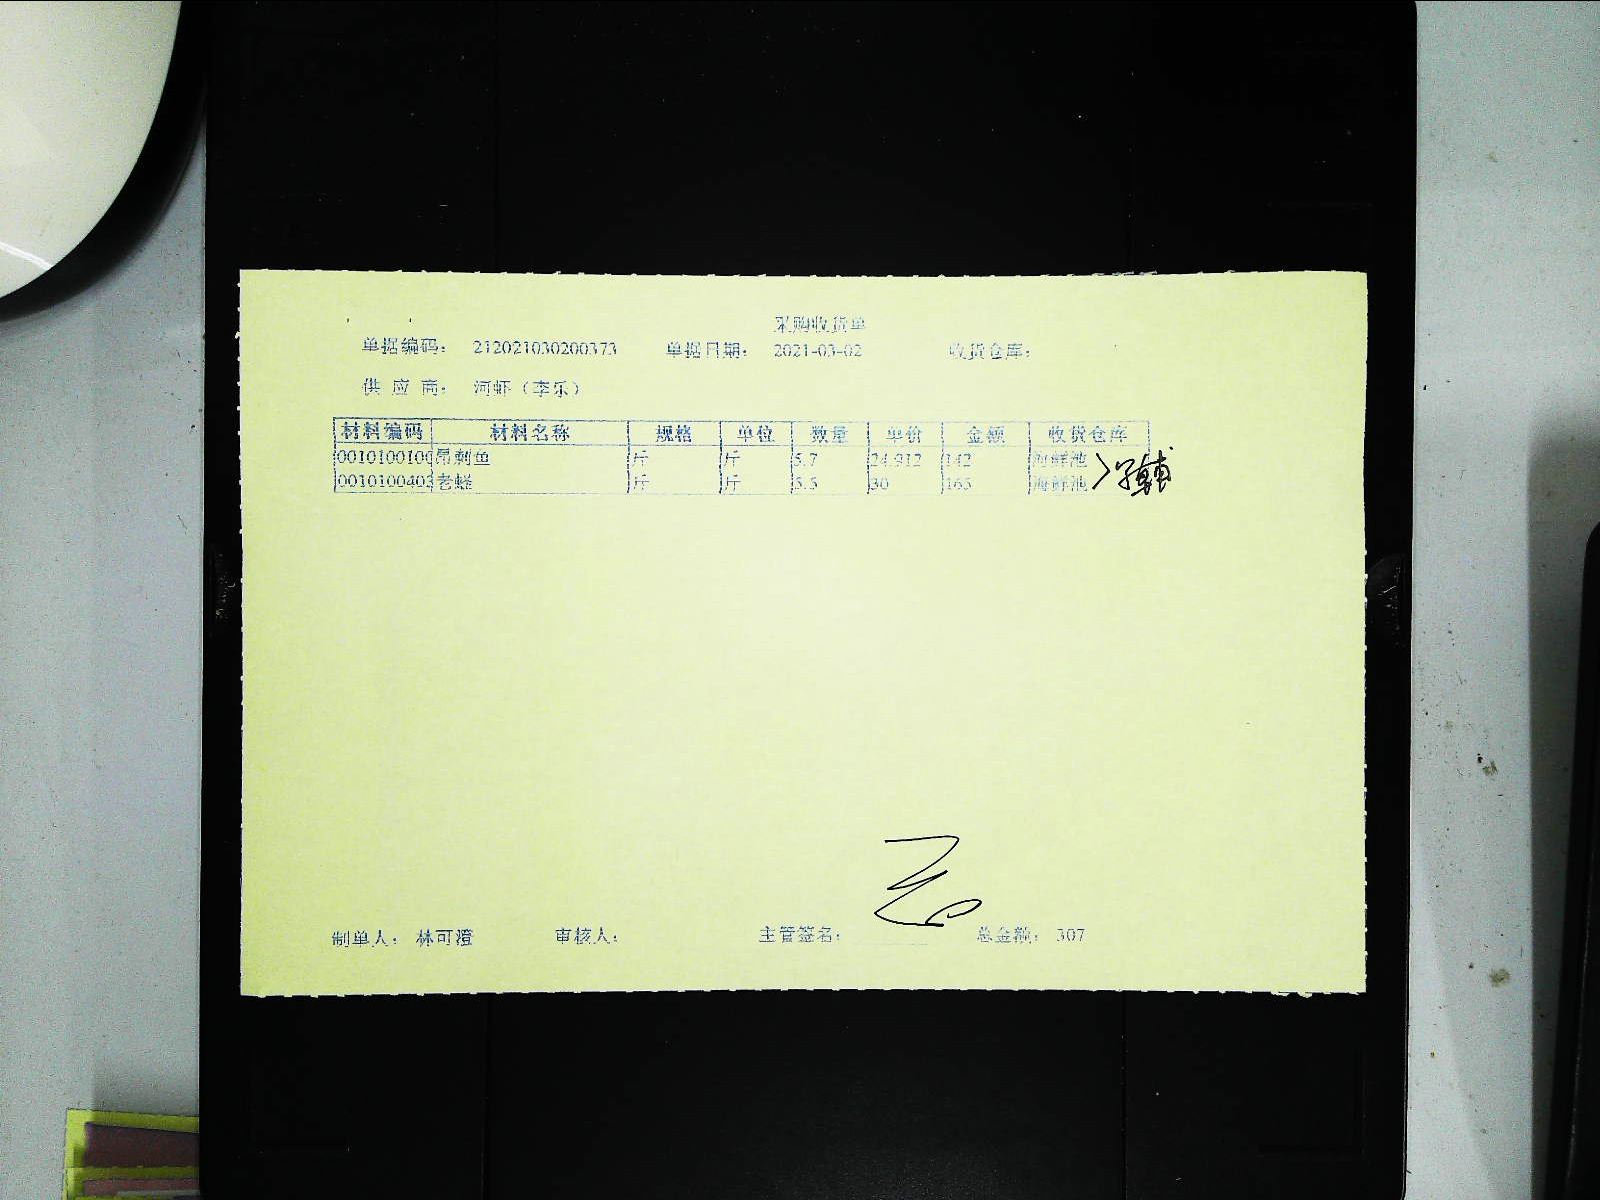 采购收货单
单据编码： 212021030200373 单据日期： 2021-03-02 收货仓库：
供 应 商： 河虾（李乐）
材料编码 材料名称 规格 单位 数量 单价 金额 收货仓库
0010100100 昂刺鱼 斤 斤 5.7 24.912 142 海鲜池
0010100403 老蛏 斤 斤 5.5 30 165 海鲜池
制单人： 林可澄 审核人： 主管签名： 总金额： 307